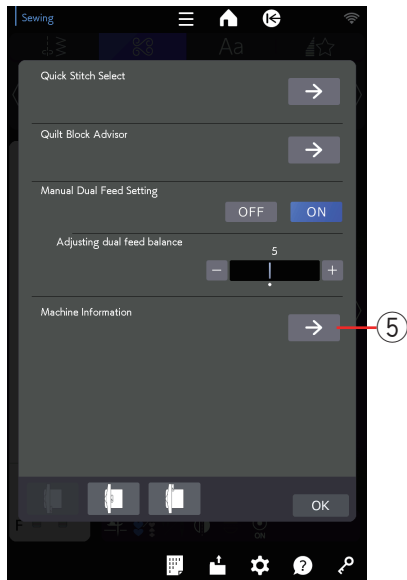 Sewing
Aa
Quick Stitch Select
Quilt Block Advisor
Manual Dual Feed Setting
OFF ON
Adjusting dual feed balance
5
− +
Machine Information
5
OK
F
ON
?